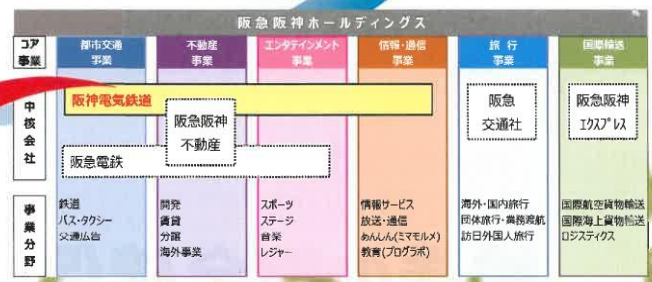 阪急阪神ホールディングス
コア事業
都市交通事業
不動産事業
エンタテインメント事業
情報・通信事業
旅行事業
国際輸送事業
中核会社
阪神電気鉄道
阪急阪神不動産
阪急電鉄
阪急交通社
阪急阪神エクスプレス
事業分野
鉄道
バス・タクシー
交通広告
開発
賃貸
分譲
海外事業
スポーツ
ステージ
音楽
レジャー
情報サービス
放送・通信
あんしん(ミマモルメ)
教育(プログラボ)
海外・国内旅行
団体旅行・業務渡航
訪日外国人旅行
国際航空貨物輸送
国際海上貨物輸送
ロジスティクス